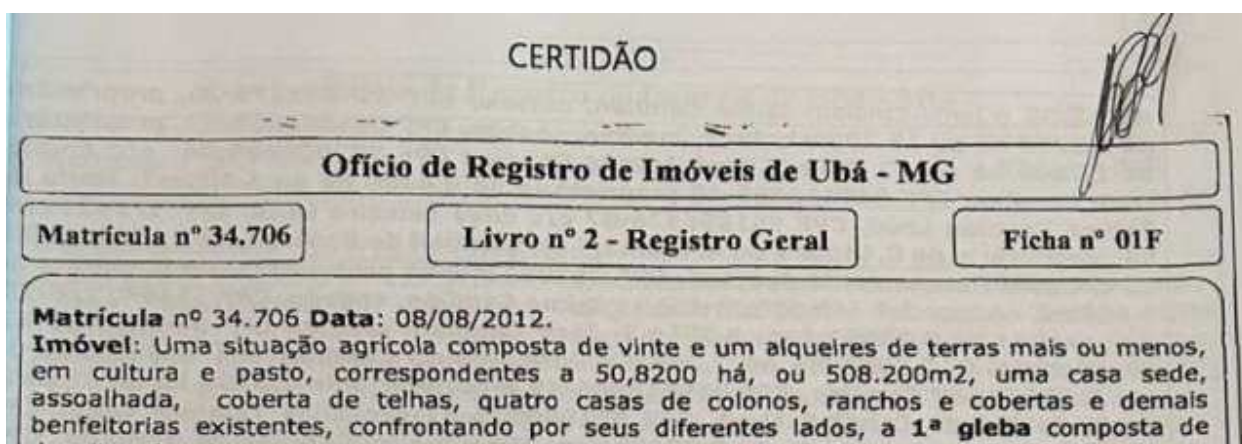 CERTIDÃO
Ofício de Registro de Imóveis de Ubá - MG
Matrícula nº 34.706
Livro nº 2 - Registro Geral
Ficha nº 01F
Matrícula nº 34.706 Data: 08/08/2012.
Imóvel: Uma situação agrícola composta de vinte e um alqueires de terras mais ou menos,
em cultura e pasto, correspondentes a 50,8200 há, ou 508.200m2, uma casa sede,
assoalhada, coberta de telhas, quatro casas de colonos, ranchos e cobertas e demais
benfeitorias existentes, confrontando por seus diferentes lados, a 1ª gleba composta de